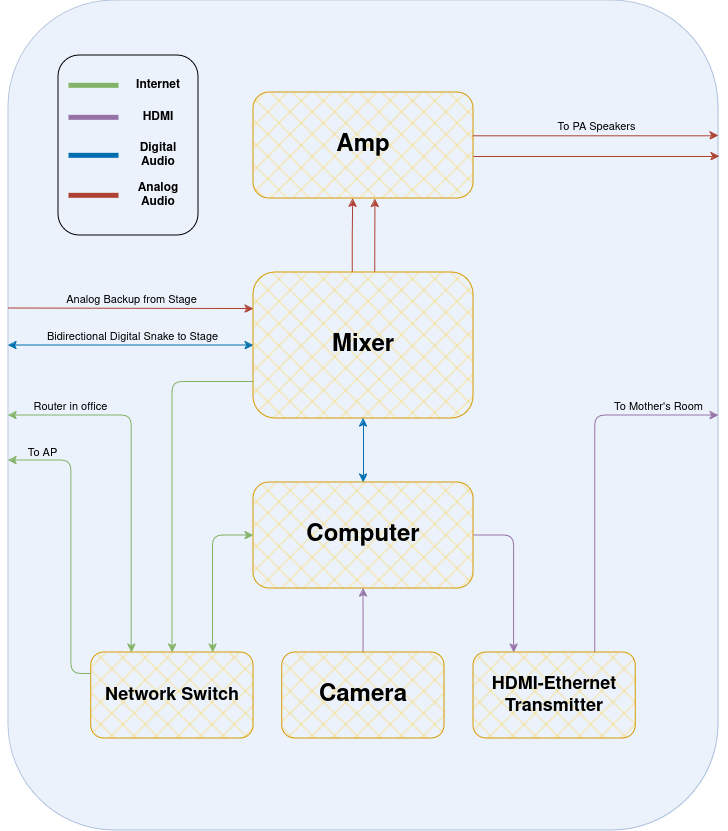 Internet
HDMI
Digital
Audio
Analog
Audio
Amp
To PA Speakers
Analog Backup from Stage
Mixer
Bidirectional Digital Snake to Stage
Router in office
To Mother's Room
To AP
Computer
Network Switch
Camera
HDMI-Ethernet
Transmitter